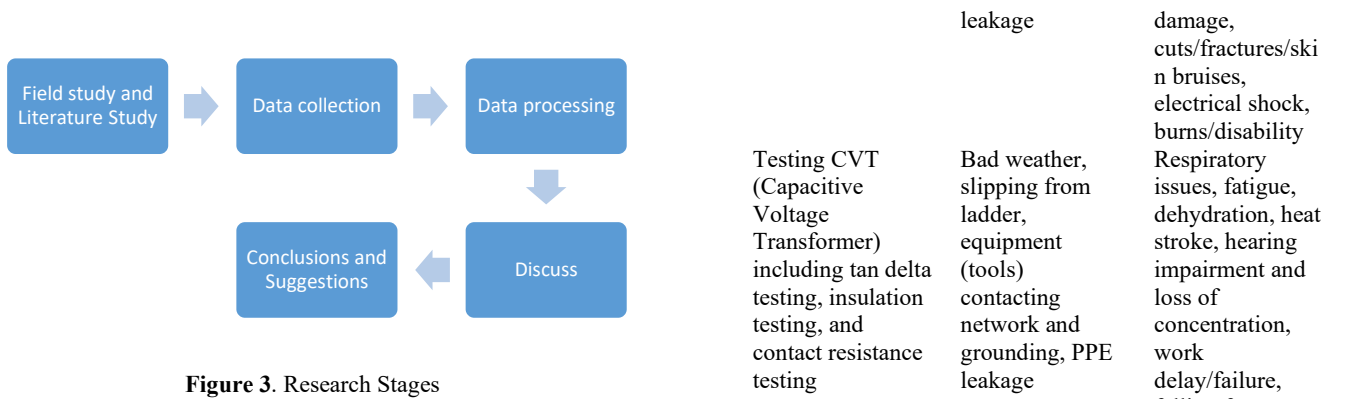 Field study and
Literature Study
Data collection
Data processing
Discuss
Conclusions and
Suggestions
Figure 3. Research Stages
leakage
damage,
cuts/fractures/ski
n bruises,
electrical shock,
burns/disability
Testing CVT
(Capacitive
Voltage
Transformer)
including tan delta
testing, insulation
testing, and
contact resistance
testing
Bad weather,
slipping from
ladder,
equipment
(tools)
contacting
network and
grounding, PPE
leakage
Respiratory
issues, fatigue,
dehydration, heat
stroke, hearing
impairment and
loss of
concentration,
work
delay/failure,